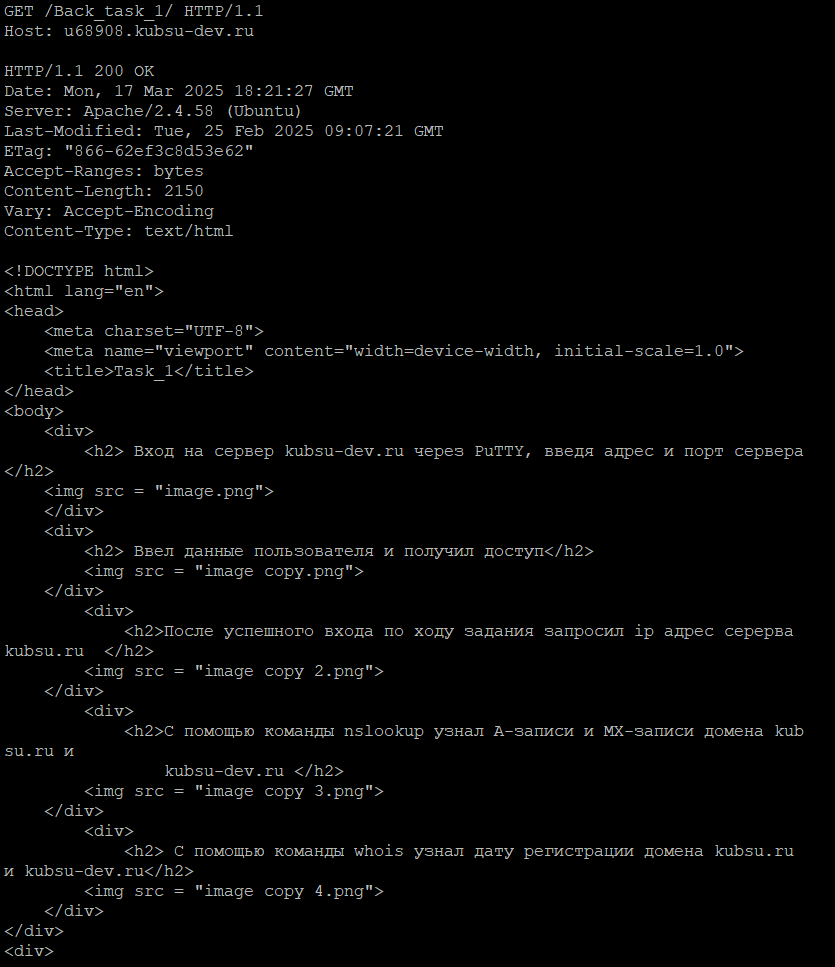 GET /Back_task_1/ HTTP/1.1
Host: u68908.kubsu-dev.ru

HTTP/1.1 200 OK
Date: Mon, 17 Mar 2025 18:21:27 GMT
Server: Apache/2.4.58 (Ubuntu)
Last-Modified: Tue, 25 Feb 2025 09:07:21 GMT
ETag: "866-62ef3c8d53e62"
Accept-Ranges: bytes
Content-Length: 2150
Vary: Accept-Encoding
Content-Type: text/html

<!DOCTYPE html>
<html lang="en">
<head>
    <meta charset="UTF-8">
    <meta name="viewport" content="width=device-width, initial-scale=1.0">
    <title>Task_1</title>
</head>
<body>
    <div>
        <h2> Вход на сервер kubsu-dev.ru через PuTTY, введя адрес и порт сервера
</h2>
    <img src = "image.png">
    </div>
    <div>
        <h2> Ввел данные пользователя и получил доступ</h2>
        <img src = "image copy.png">
    </div>
        <div>
            <h2>После успешного входа по ходу задания запросил ip адрес серерва
kubsu.ru  </h2>
        <img src = "image copy 2.png">
    </div>
        <div>
            <h2>С помощью команды nslookup узнал А-записи и МХ-записи домена kub
su.ru и
                kubsu-dev.ru </h2>
        <img src = "image copy 3.png">
    </div>
        <div>
            <h2> С помощью команды whois узнал дату регистрации домена kubsu.ru
и kubsu-dev.ru</h2>
        <img src = "image copy 4.png">
    </div>
</div>
<div>